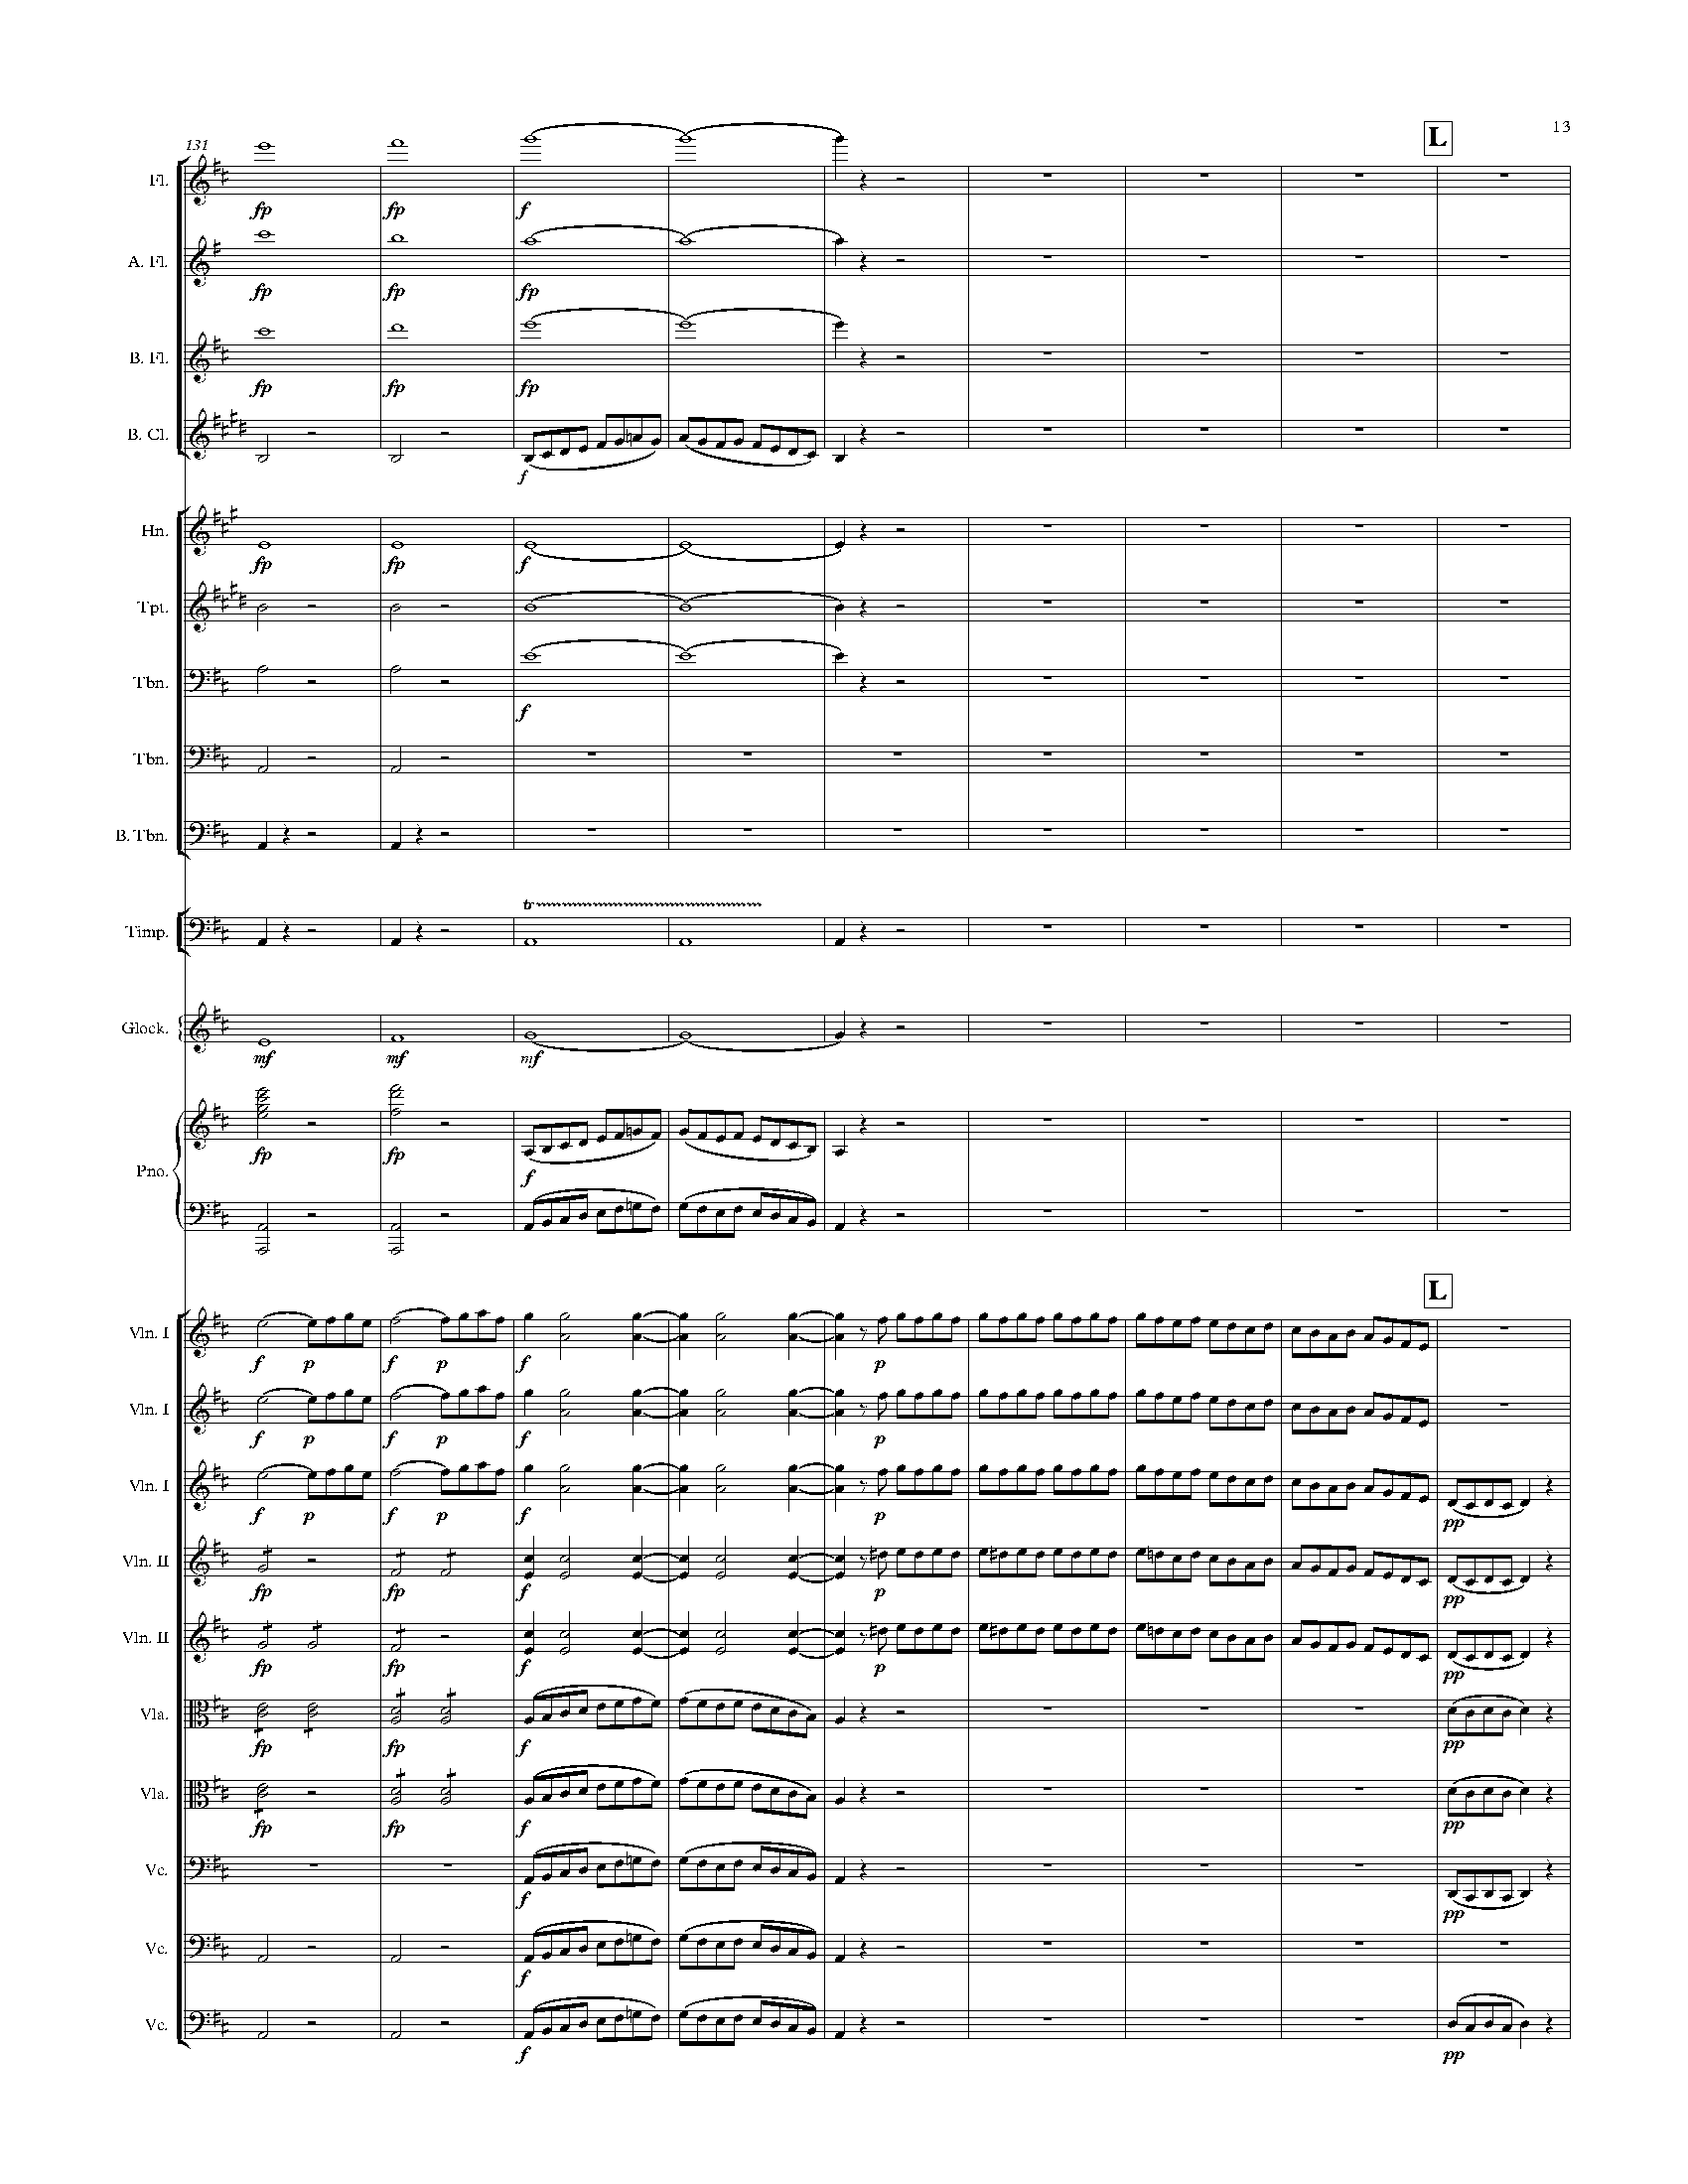 13
131
L
Fl.
fp fp f
A. Fl.
fp fp fp
B. Fl.
fp fp fp
B. Cl.
f
Hn.
fp fp f
Tpt.
Tbn.
f
Tbn.
B. Tbn.
tr
Timp.
Glock.
mf mf mf
fp fp f
Pno.
L
Vln. I
f p f p f p
Vln. I
f p f p f p
Vln. I
f p f p f p pp
Vln. II
fp fp f p pp
Vln. II
fp fp f p pp
Vla.
fp fp f pp
Vla.
fp fp f pp
Vc.
f pp
Vc.
f
Vc.
f pp